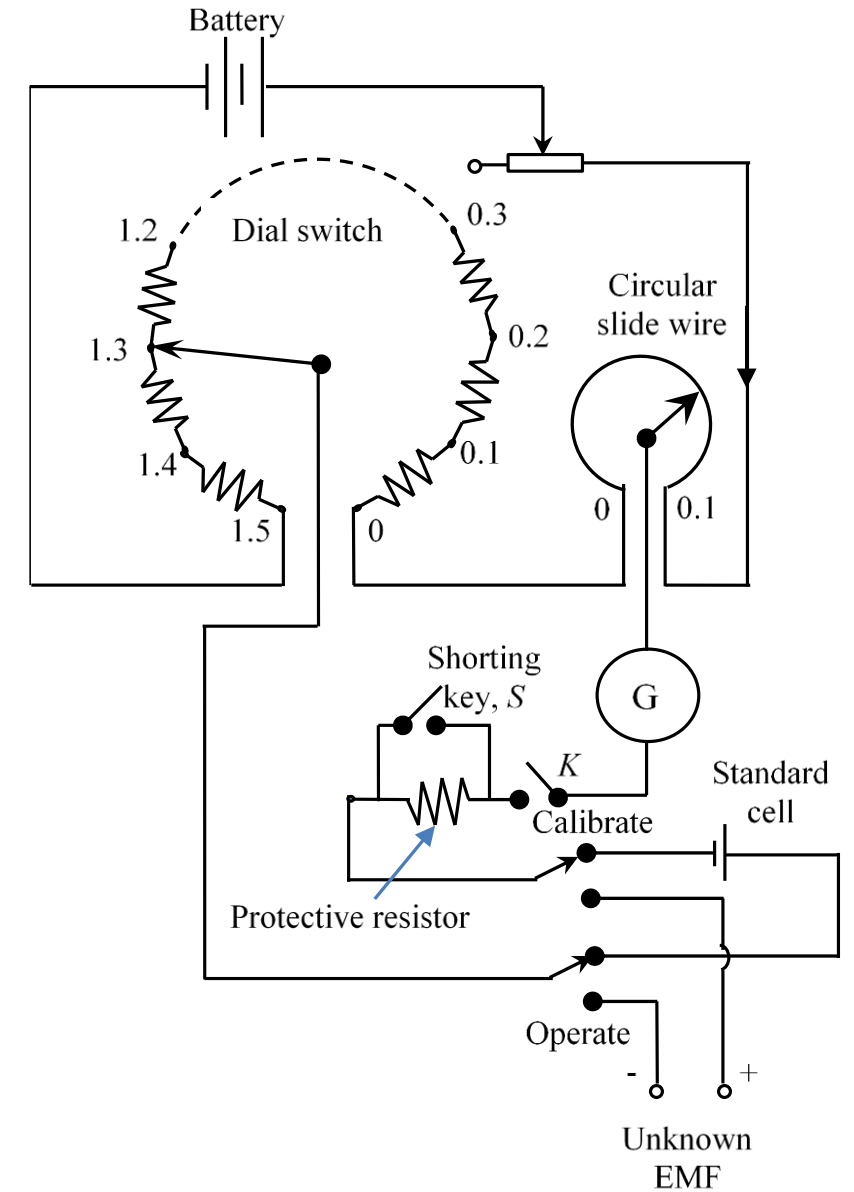 Battery
0.3
1.2
Dial switch
Circular
slide wire
1.3
0.2
1.4
0.1
1.5
0
0
0.1
Shorting
key, S
G
K
Standard
cell
Calibrate
Protective resistor
Operate
-
+
Unknown
EMF